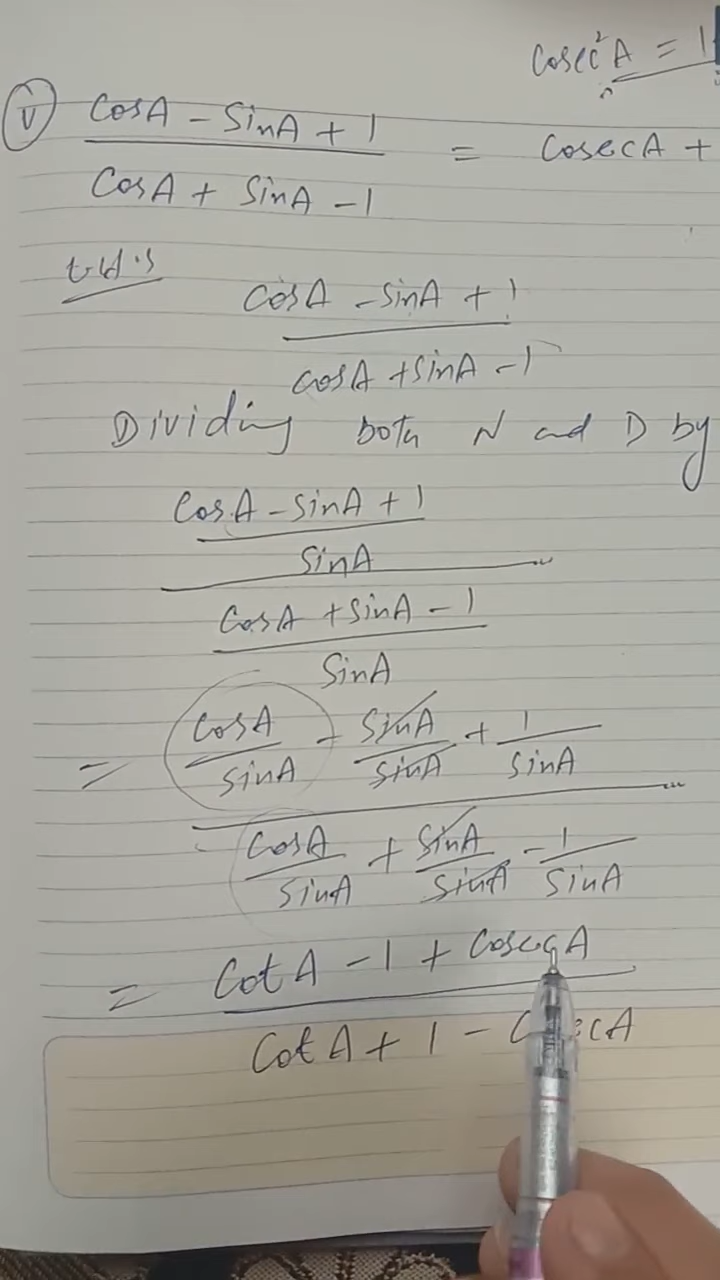 Cosec²A = 1
(v) CosA - SinA + 1 / CosA + SinA - 1 = CosecA +
L.H.S
CosA - SinA + 1 / CosA + SinA - 1
Dividing both N and D by
CosA - SinA + 1 / SinA
CosA + SinA - 1 / SinA
= CosA/SinA - SinA/SinA + 1/SinA
CosA/SinA + SinA/SinA - 1/SinA
= CotA - 1 + CosecA
CotA + 1 -